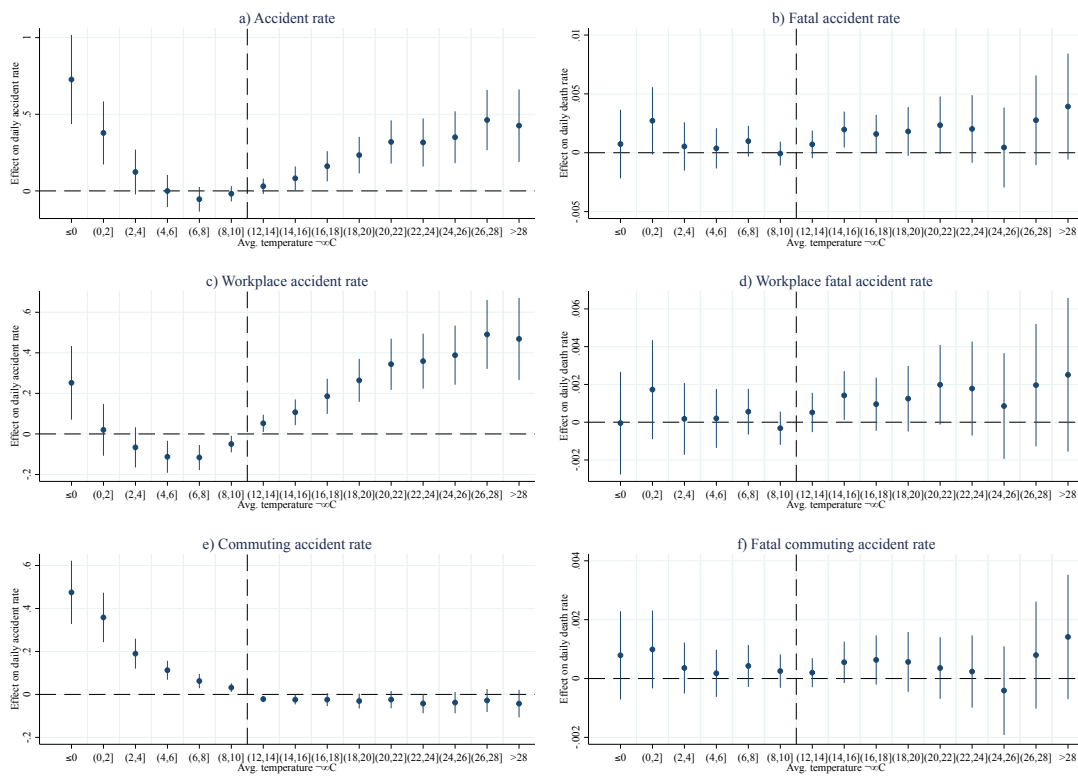 a) Accident rate
Effect on daily accident rate
1
.5
0
≤0 (0,2] (2,4] (4,6] (6,8] (8,10] (12,14] (14,16] (16,18] (18,20] (20,22] (22,24] (24,26] (26,28] >28
Avg. temperature ¬∞C
b) Fatal accident rate
Effect on daily death rate
.01
.005
0
-.005
≤0 (0,2] (2,4] (4,6] (6,8] (8,10] (12,14] (14,16] (16,18] (18,20] (20,22] (22,24] (24,26] (26,28] >28
Avg. temperature ¬∞C
c) Workplace accident rate
Effect on daily accident rate
.6
.4
.2
0
-.2
≤0 (0,2] (2,4] (4,6] (6,8] (8,10] (12,14] (14,16] (16,18] (18,20] (20,22] (22,24] (24,26] (26,28] >28
Avg. temperature ¬∞C
d) Workplace fatal accident rate
Effect on daily death rate
.006
.004
.002
0
-.002
≤0 (0,2] (2,4] (4,6] (6,8] (8,10] (12,14] (14,16] (16,18] (18,20] (20,22] (22,24] (24,26] (26,28] >28
Avg. temperature ¬∞C
e) Commuting accident rate
Effect on daily accident rate
.6
.4
.2
0
-.2
≤0 (0,2] (2,4] (4,6] (6,8] (8,10] (12,14] (14,16] (16,18] (18,20] (20,22] (22,24] (24,26] (26,28] >28
Avg. temperature ¬∞C
f) Fatal commuting accident rate
Effect on daily death rate
.004
.002
0
-.002
≤0 (0,2] (2,4] (4,6] (6,8] (8,10] (12,14] (14,16] (16,18] (18,20] (20,22] (22,24] (24,26] (26,28] >28
Avg. temperature ¬∞C